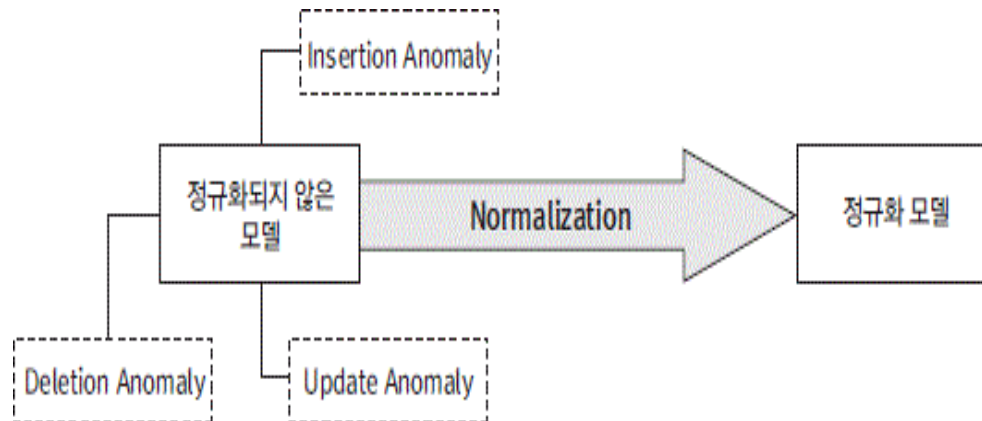 Insertion Anomaly
정규화되지 않은
모델
Normalization
정규화 모델
Deletion Anomaly
Update Anomaly